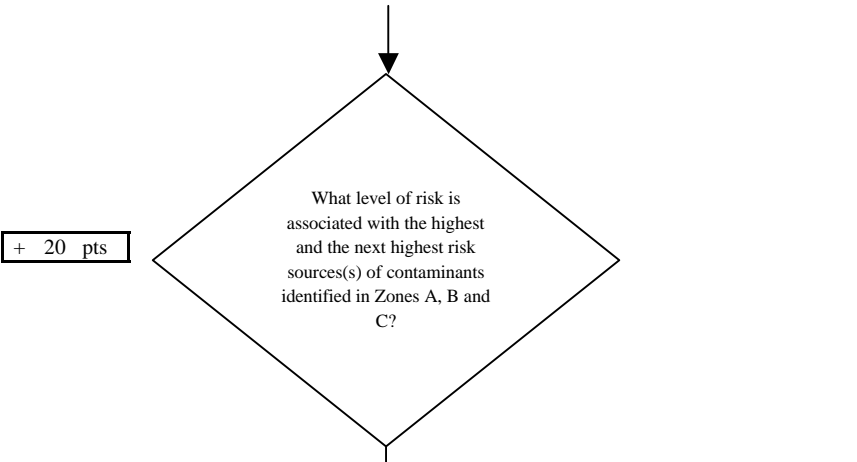 What level of risk is
associated with the highest
and the next highest risk
sources(s) of contaminants
identified in Zones A, B and
C?
+ 20 pts